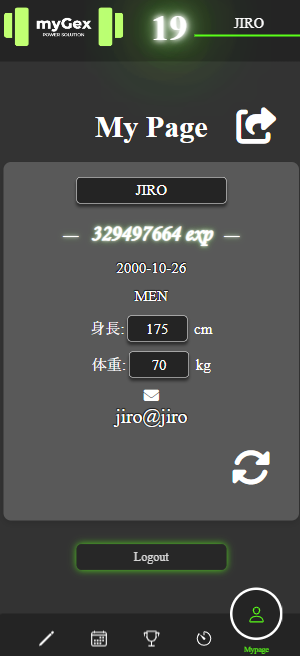 myGex
POWER SOLUTION
19
JIRO
My Page
JIRO
— 329497664 exp —
2000-10-26
MEN
身長: 175 cm
体重: 70 kg
jiro@jiro
Logout
Mypage